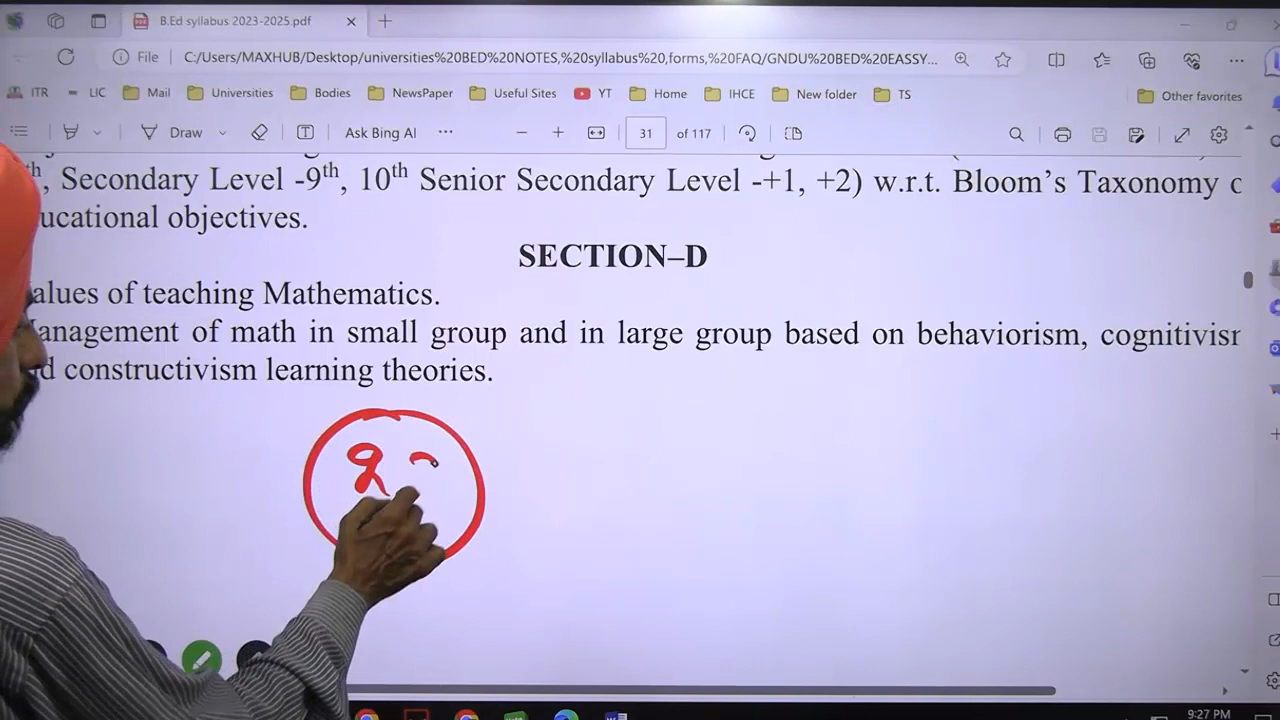 B.Ed syllabus 2023-2025.pdf
File C:/Users/MAXHUB/Desktop/universities%20BED%20NOTES,%20syllabus%20,forms,%20FAQ/GNDU%20BED%20EASSY...
ITR LIC Mail Universities Bodies NewsPaper Useful Sites YT Home IHCE New folder TS Other favorites
Draw Ask Bing AI 31 of 117
th, Secondary Level -9th, 10th Senior Secondary Level -+1, +2) w.r.t. Bloom's Taxonomy
ucational objectives.
SECTION–D
alues of teaching Mathematics.
anagement of math in small group and in large group based on behaviorism,
constructivism learning theories.
9:27 PM